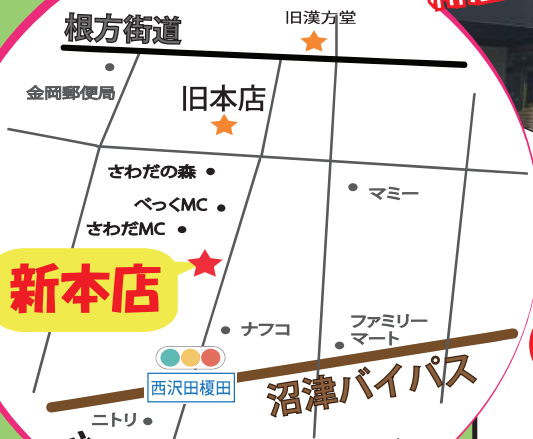 旧漢方堂
根方街道
金岡郵便局
旧本店
さわだの森
べっくMC
さわだMC
マミー
新本店
ナフコ
ファミリー
マート
西沢田榎田
沼津バイパス
ニトリ